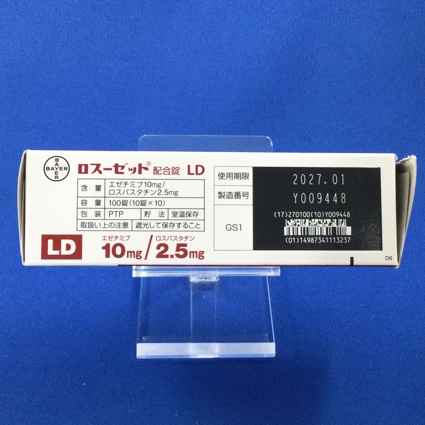 BAYER
ロスーゼット®配合錠 LD
含 量 エゼチミブ10mg/
ロスバスタチン2.5mg
容 量 100錠(10錠×10)
包 装 PTP 貯 法 室温保存
取扱い上の注意 遮光して保存すること
LD
エゼチミブ ロスバスタチン
10mg/2.5mg
使用期限 2027.01
製造番号 Y009448
GS1
(17)270100(10)Y009448
(01)14987341113237
D6